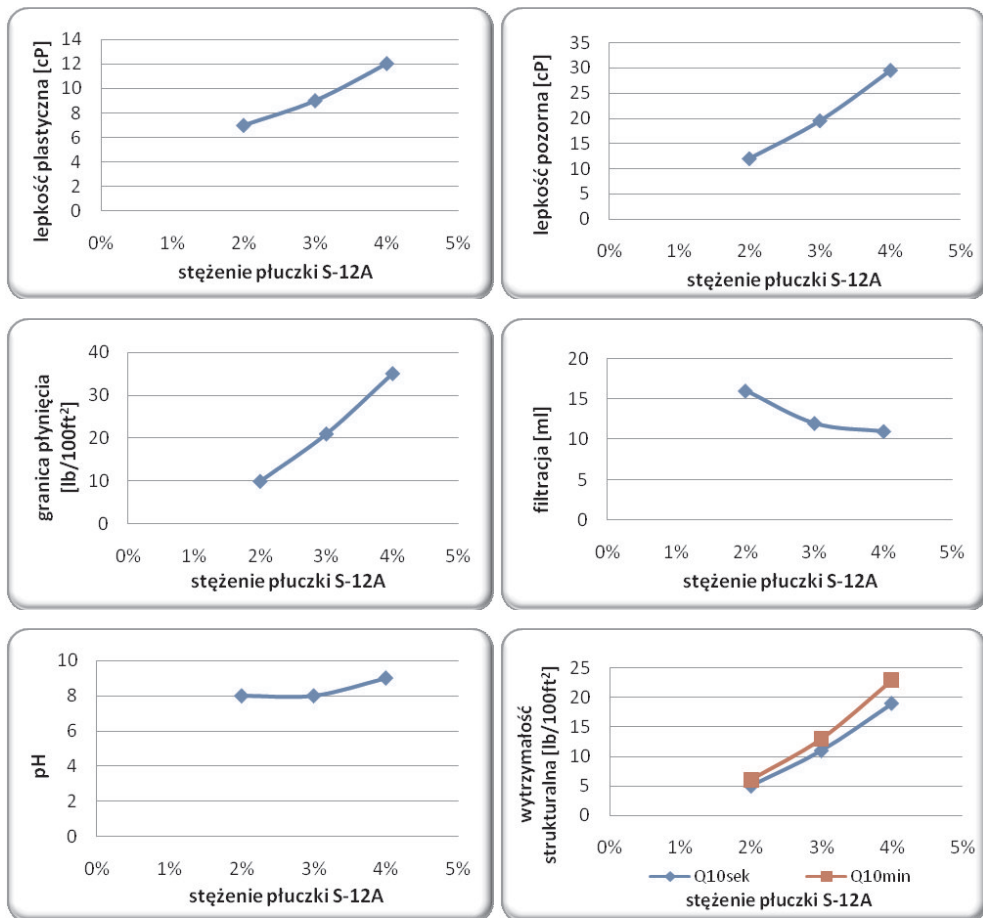 lepkość plastyczna [cP]
14
12
10
8
6
4
2
0
0% 1% 2% 3% 4% 5%
stężenie płuczki S-12A
lepkość pozorna [cP]
35
30
25
20
15
10
5
0
0% 1% 2% 3% 4% 5%
stężenie płuczki S-12A
granica płynięcia
[lb/100ft²]
40
30
20
10
0
0% 1% 2% 3% 4% 5%
stężenie płuczki S-12A
filtracja [ml]
20
15
10
5
0
0% 1% 2% 3% 4% 5%
stężenie płuczki S-12A
pH
10
8
6
4
2
0
0% 1% 2% 3% 4% 5%
stężenie płuczki S-12A
wytrzymałość
strukturalna [lb/100ft²]
25
20
15
10
5
0
0% 1% 2% 3% 4% 5%
Q10sek Q10min
stężenie płuczki S-12A